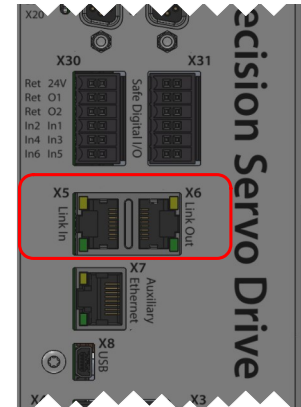 X20
X30
X31
Ret 24V
Ret O1
Ret O2
In2 In1
In4 In3
In6 In5
Safe Digital I/O
X5
X6
Link In
Link Out
X7
Auxiliary
Ethernet
X8
USB
X3
ecision Servo Drive